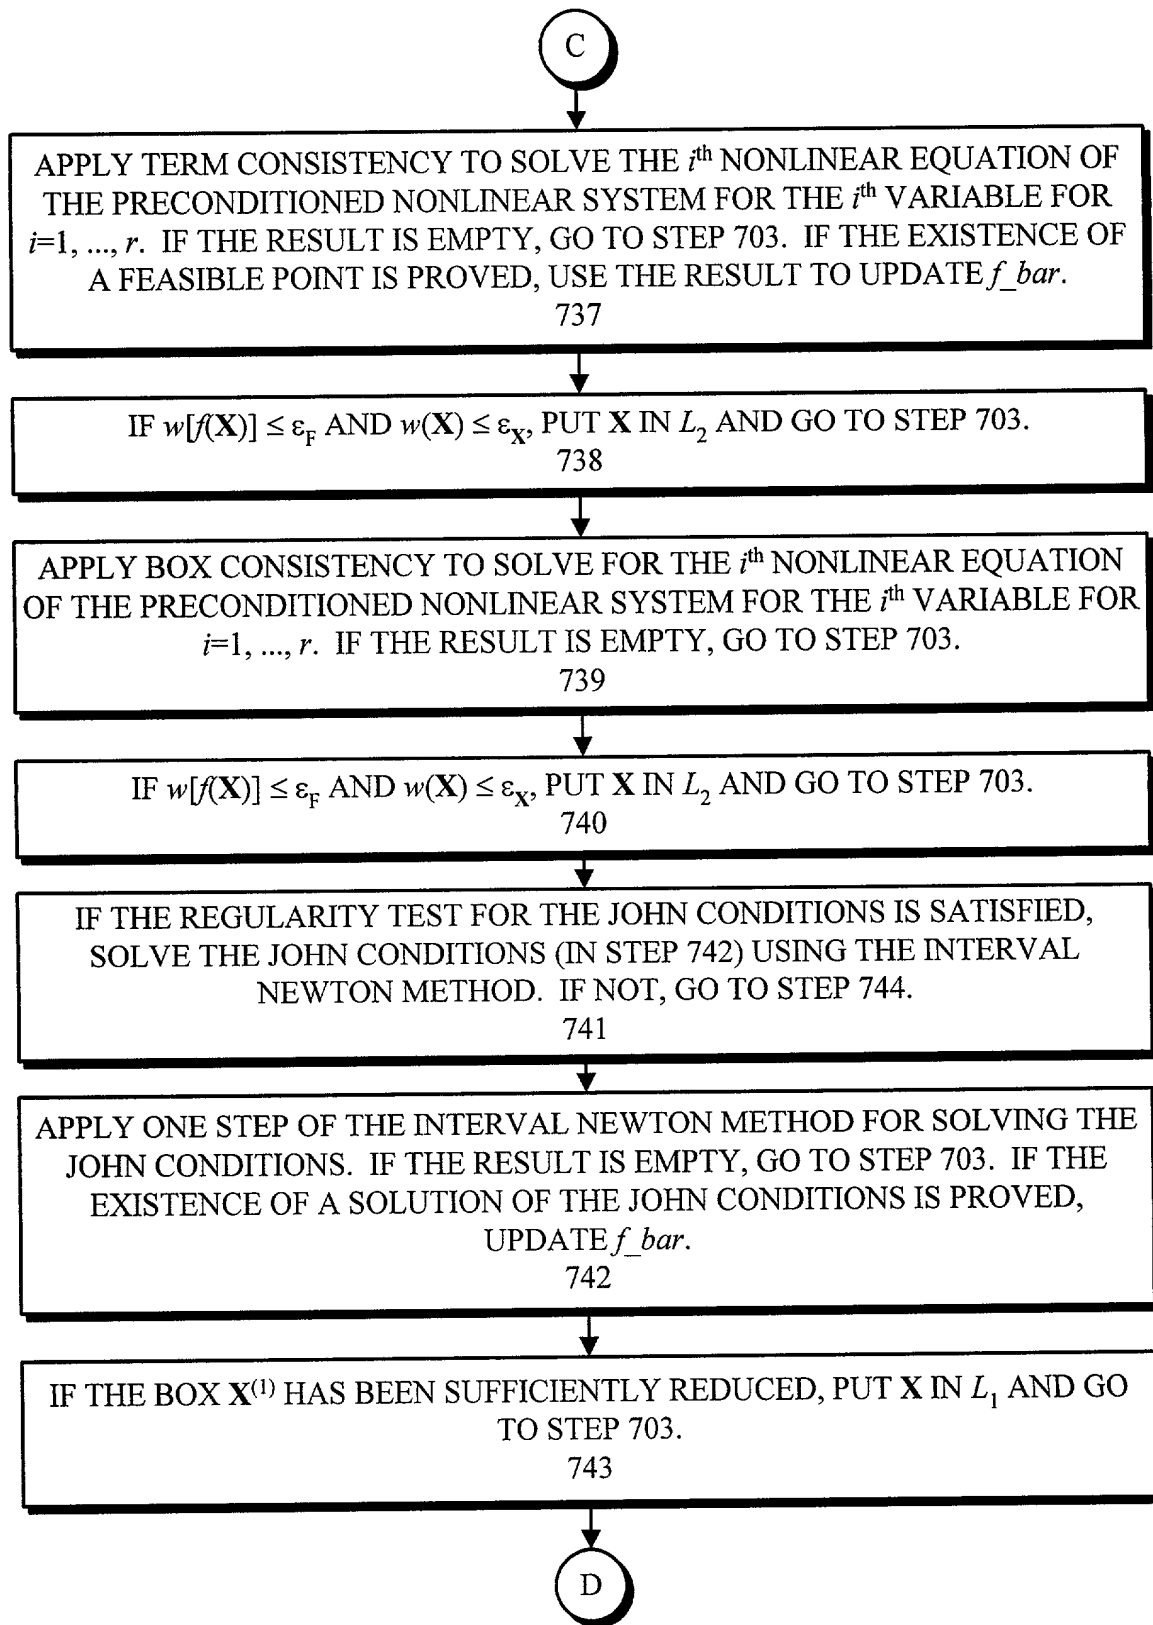 C
APPLY TERM CONSISTENCY TO SOLVE THE iᵗʰ NONLINEAR EQUATION OF
THE PRECONDITIONED NONLINEAR SYSTEM FOR THE iᵗʰ VARIABLE FOR
i=1, ..., r. IF THE RESULT IS EMPTY, GO TO STEP 703. IF THE EXISTENCE OF
A FEASIBLE POINT IS PROVED, USE THE RESULT TO UPDATE f_bar.
737
IF w[f(X)] ≤ ε_F AND w(X) ≤ ε_X, PUT X IN L₂ AND GO TO STEP 703.
738
APPLY BOX CONSISTENCY TO SOLVE FOR THE iᵗʰ NONLINEAR EQUATION
OF THE PRECONDITIONED NONLINEAR SYSTEM FOR THE iᵗʰ VARIABLE FOR
i=1, ..., r. IF THE RESULT IS EMPTY, GO TO STEP 703.
739
IF w[f(X)] ≤ ε_F AND w(X) ≤ ε_X, PUT X IN L₂ AND GO TO STEP 703.
740
IF THE REGULARITY TEST FOR THE JOHN CONDITIONS IS SATISFIED,
SOLVE THE JOHN CONDITIONS (IN STEP 742) USING THE INTERVAL
NEWTON METHOD. IF NOT, GO TO STEP 744.
741
APPLY ONE STEP OF THE INTERVAL NEWTON METHOD FOR SOLVING THE
JOHN CONDITIONS. IF THE RESULT IS EMPTY, GO TO STEP 703. IF THE
EXISTENCE OF A SOLUTION OF THE JOHN CONDITIONS IS PROVED,
UPDATE f_bar.
742
IF THE BOX X⁽¹⁾ HAS BEEN SUFFICIENTLY REDUCED, PUT X IN L₁ AND GO
TO STEP 703.
743
D